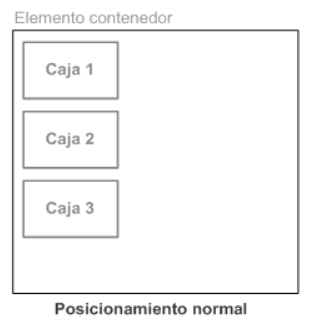 Elemento contenedor
Caja 1
Caja 2
Caja 3
Posicionamiento normal